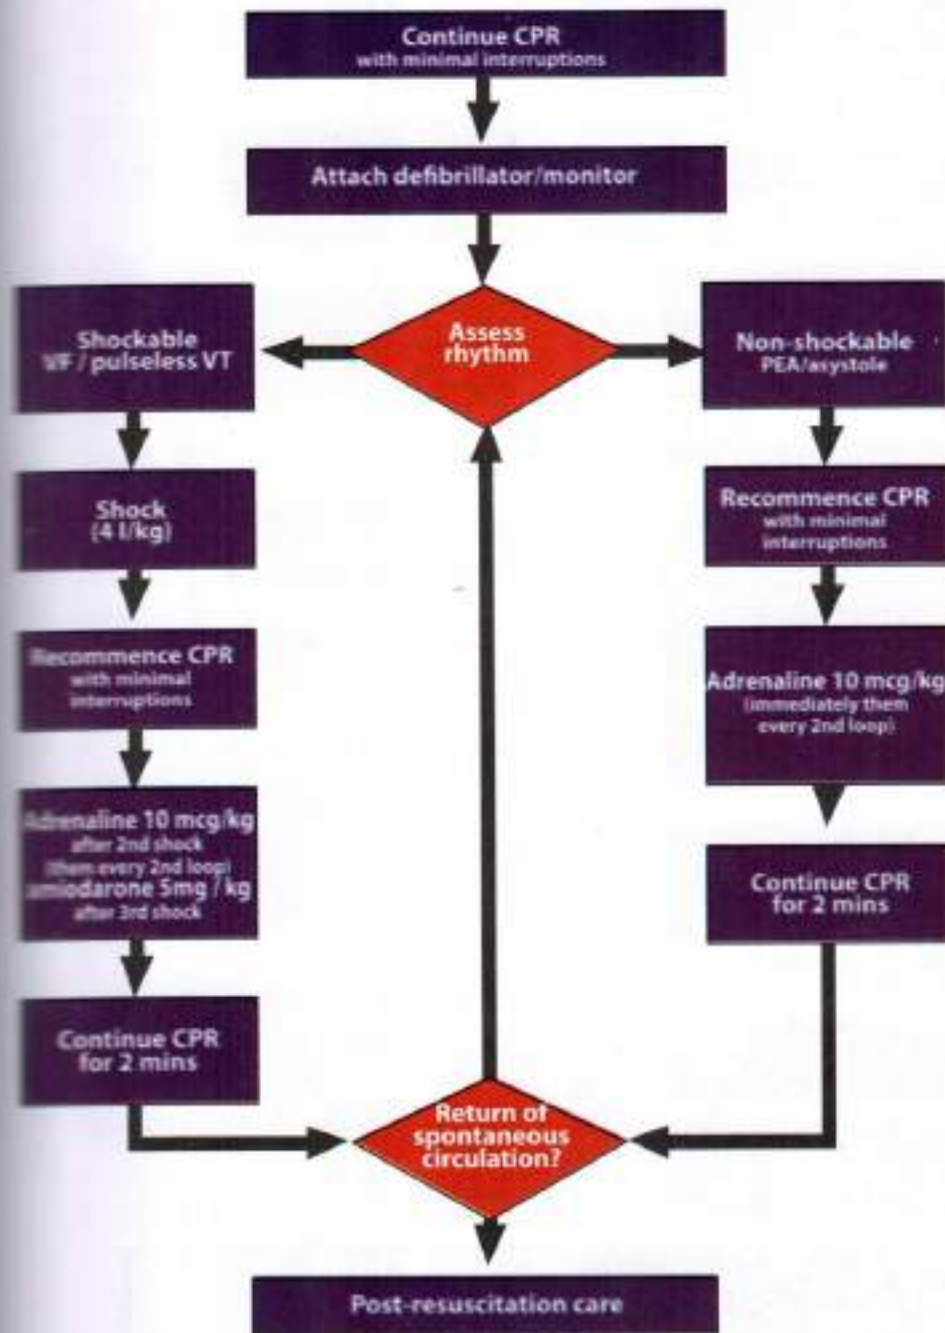 Continue CPR
with minimal interruptions
Attach defibrillator/monitor
Assess
rhythm
Shockable
VF / pulseless VT
Non-shockable
PEA/asystole
Shock
(4 l/kg)
Recommence CPR
with minimal
interruptions
Recommence CPR
with minimal
interruptions
Adrenaline 10 mcg/kg
after 2nd shock
(them every 2nd loop)
amiodarone 5mg / kg
after 3rd shock
Adrenaline 10 mcg/kg
(immediately them
every 2nd loop)
Continue CPR
for 2 mins
Continue CPR
for 2 mins
Return of
spontaneous
circulation?
Post-resuscitation care